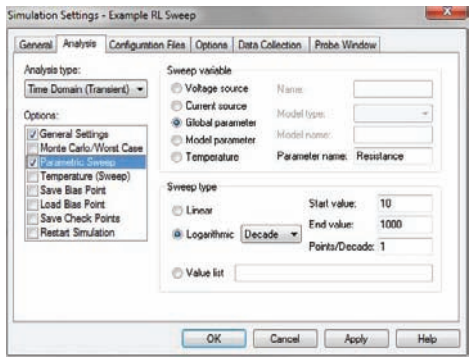 Simulation Settings - Example RL Sweep
General Analysis Configuration Files Options Data Collection Probe Window
Analysis type:
Time Domain (Transient)
Options:
General Settings
Monte Carlo/Worst Case
Parametric Sweep
Temperature (Sweep)
Save Bias Point
Load Bias Point
Save Check Points
Restart Simulation
Sweep variable
Voltage source
Current source
Global parameter
Model parameter
Temperature
Name:
Model type:
Model name:
Parameter name: Resistance
Sweep type
Linear
Logarithmic Decade
Value list
Start value: 10
End value: 1000
Points/Decade: 1
OK Cancel Apply Help